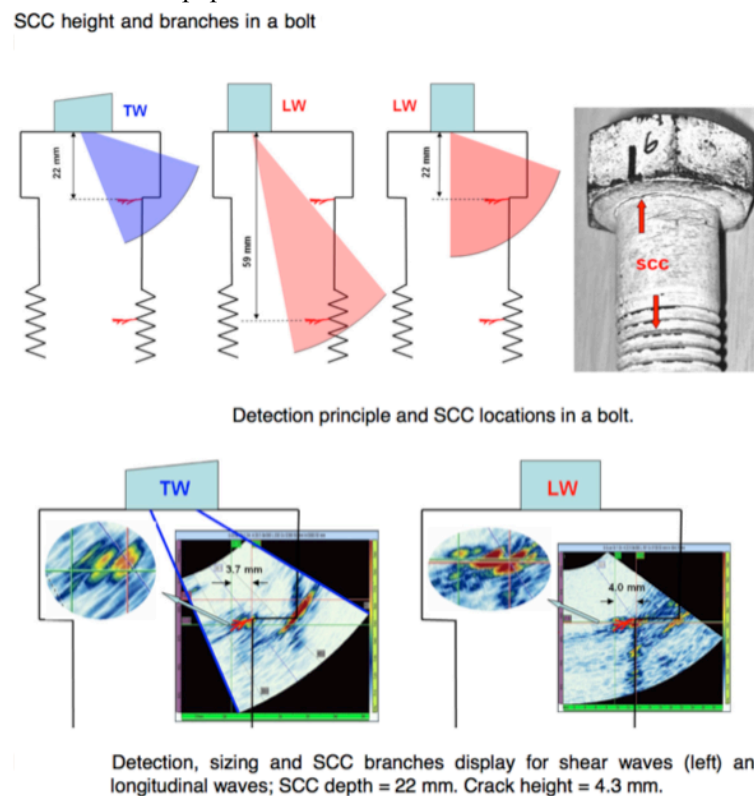 SCC height and branches in a bolt
TW
LW
LW
22 mm
59 mm
22 mm
6
SCC
Detection principle and SCC locations in a bolt.
TW
LW
3.7 mm
4.0 mm
Detection, sizing and SCC branches display for shear waves (left) an
longitudinal waves; SCC depth = 22 mm. Crack height = 4.3 mm.